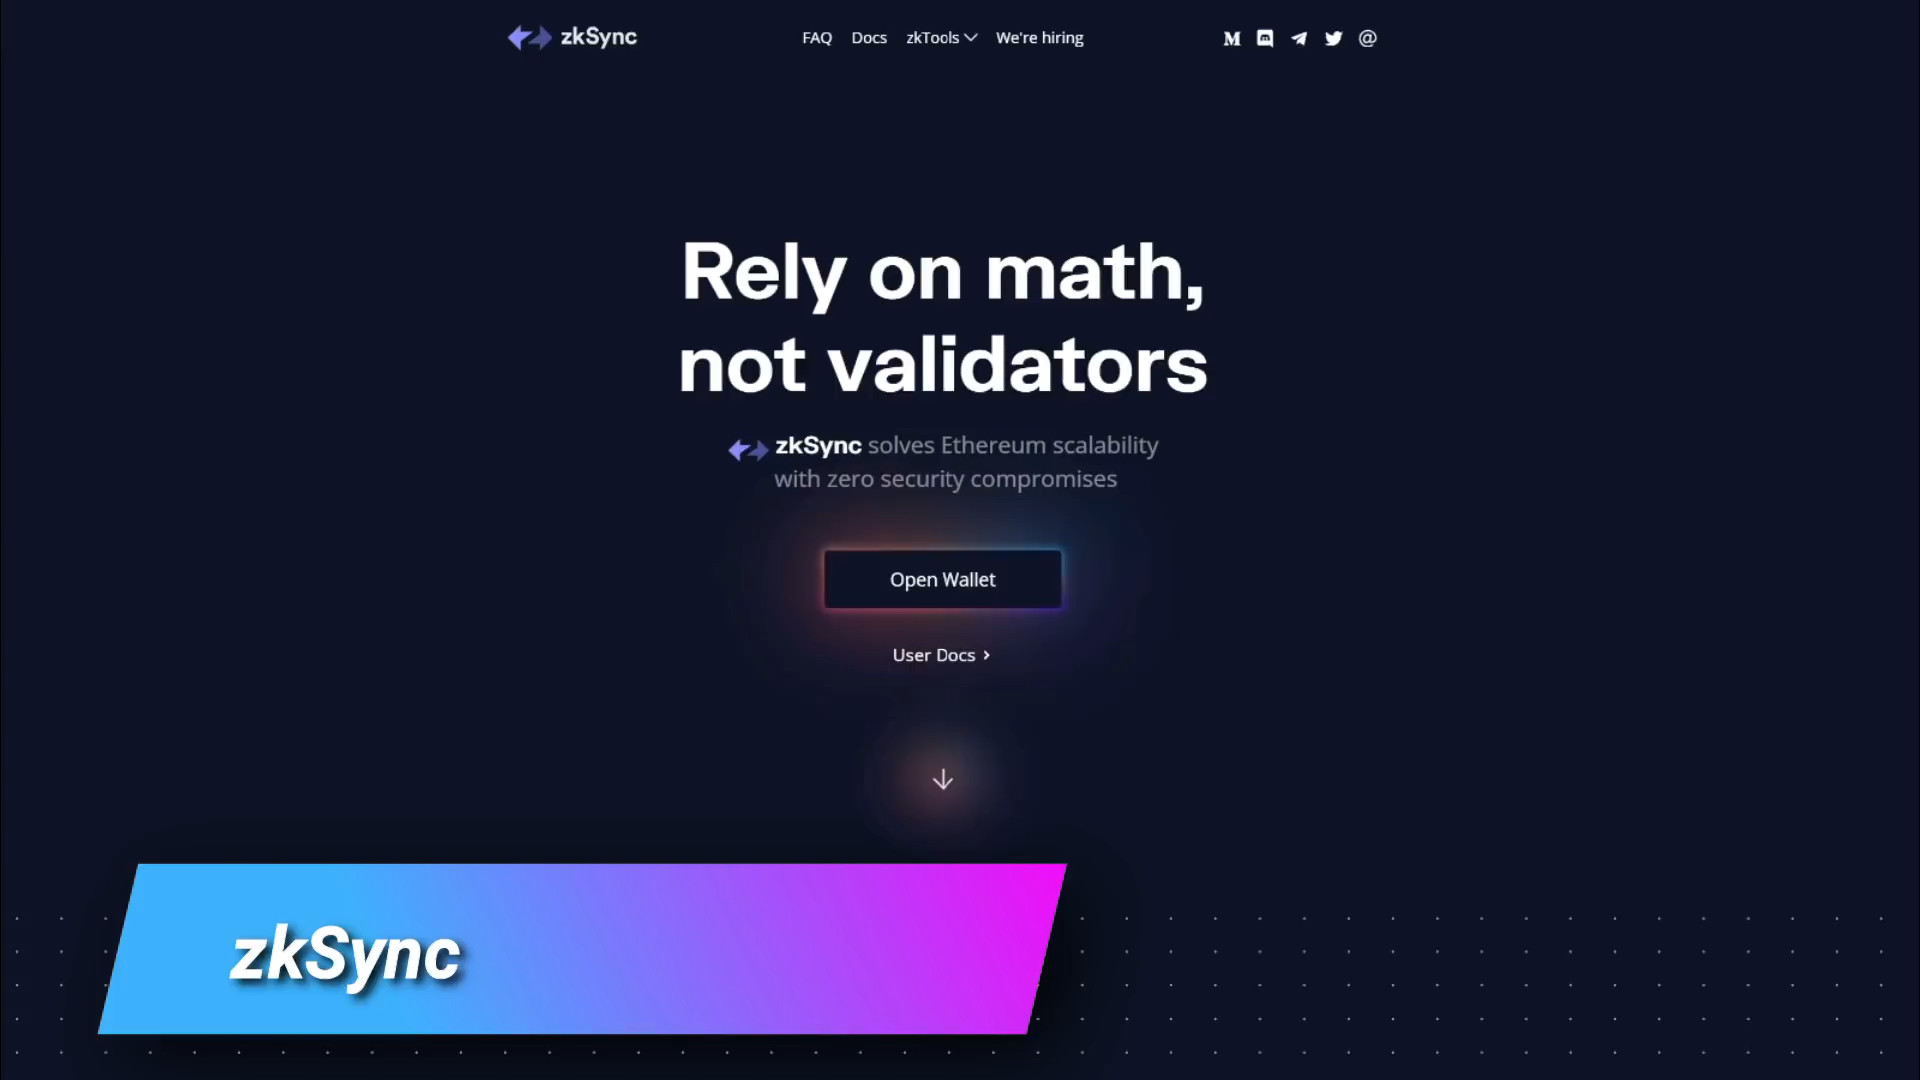 zkSync
FAQ Docs zkTools We're hiring
Rely on math,
not validators
zkSync solves Ethereum scalability
with zero security compromises
Open Wallet
User Docs
zkSync